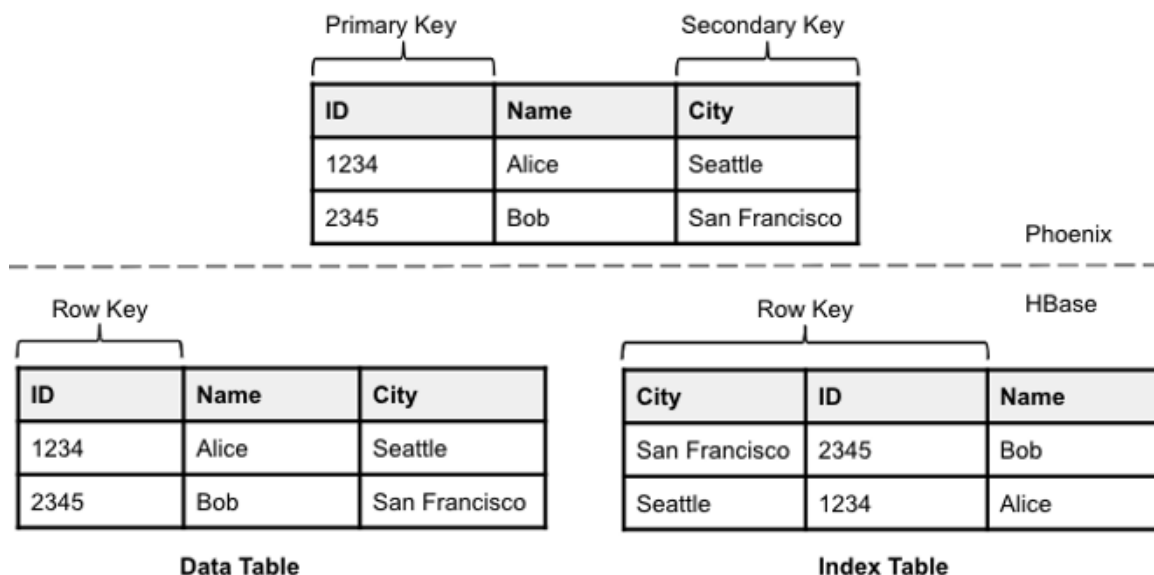 Primary Key Secondary Key
ID Name City
1234 Alice Seattle
2345 Bob San Francisco
Phoenix
HBase
Row Key Row Key
ID Name City City ID Name
1234 Alice Seattle San Francisco 2345 Bob
2345 Bob San Francisco Seattle 1234 Alice
Data Table Index Table